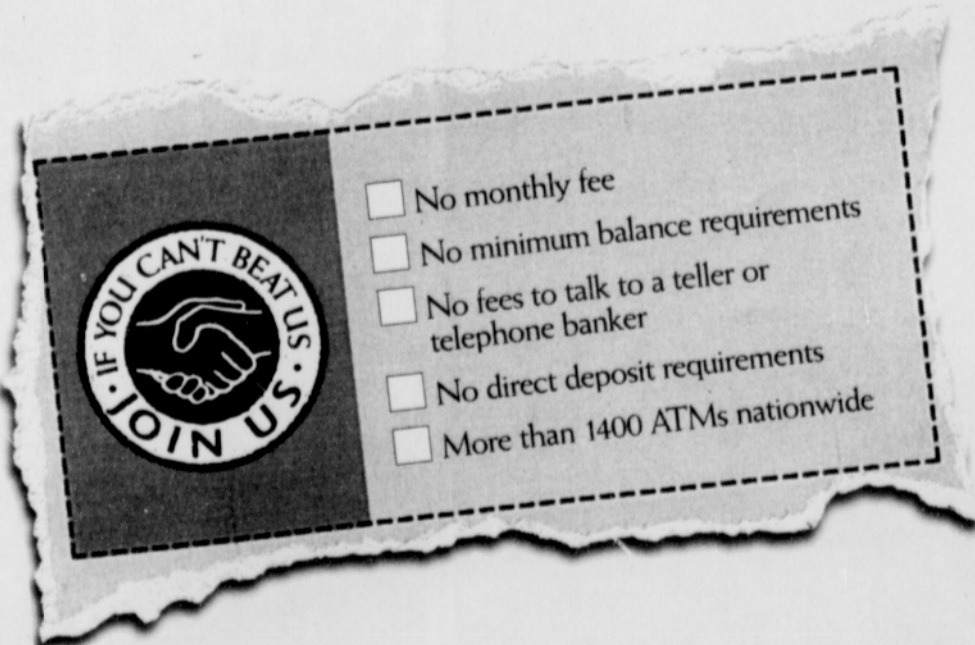 · IF YOU CAN'T BEAT US ·
JOIN US
No monthly fee
No minimum balance requirements
No fees to talk to a teller or
telephone banker
No direct deposit requirements
More than 1400 ATMs nationwide